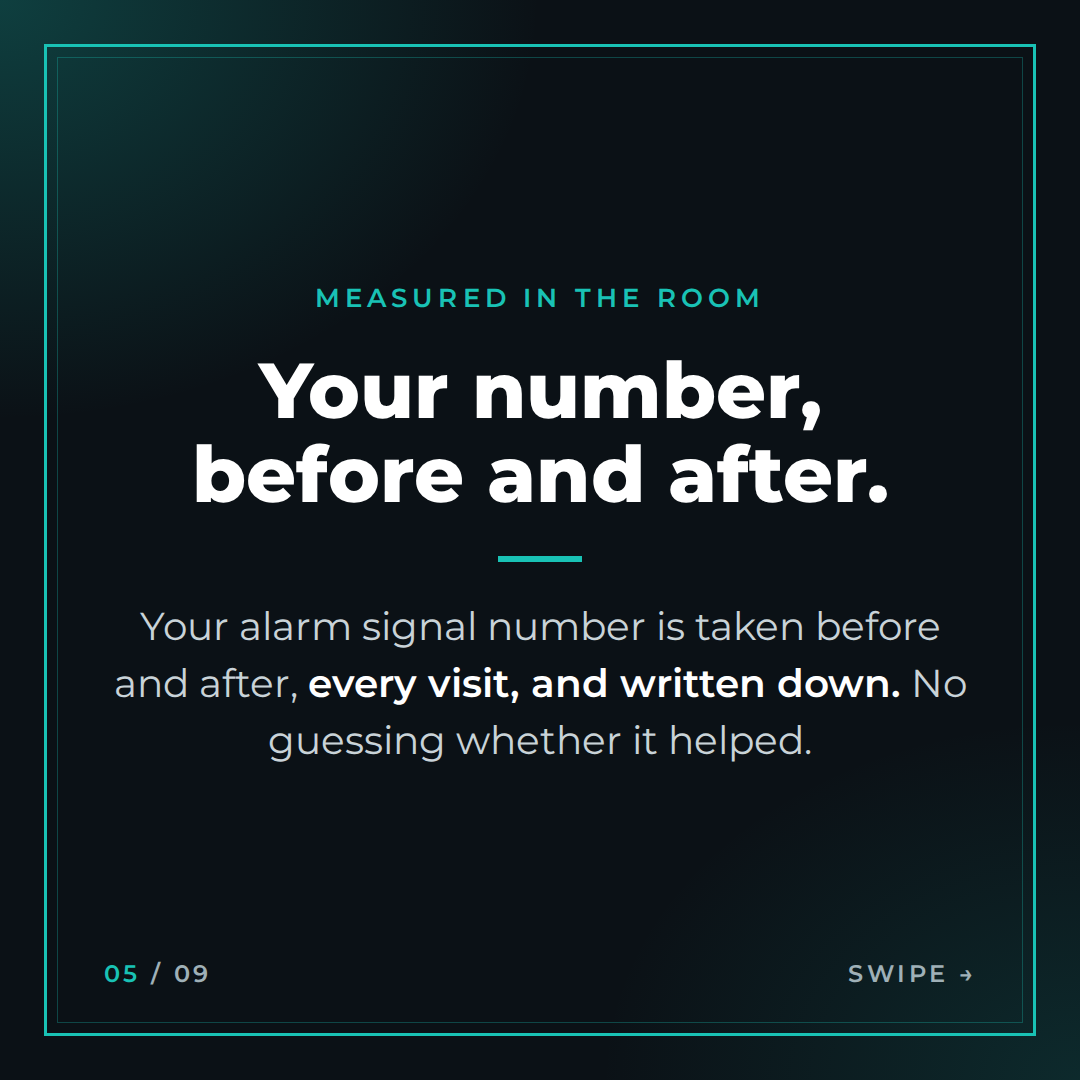 MEASURED IN THE ROOM
Your number,
before and after.
Your alarm signal number is taken before
and after, every visit, and written down. No
guessing whether it helped.
05 / 09
SWIPE →